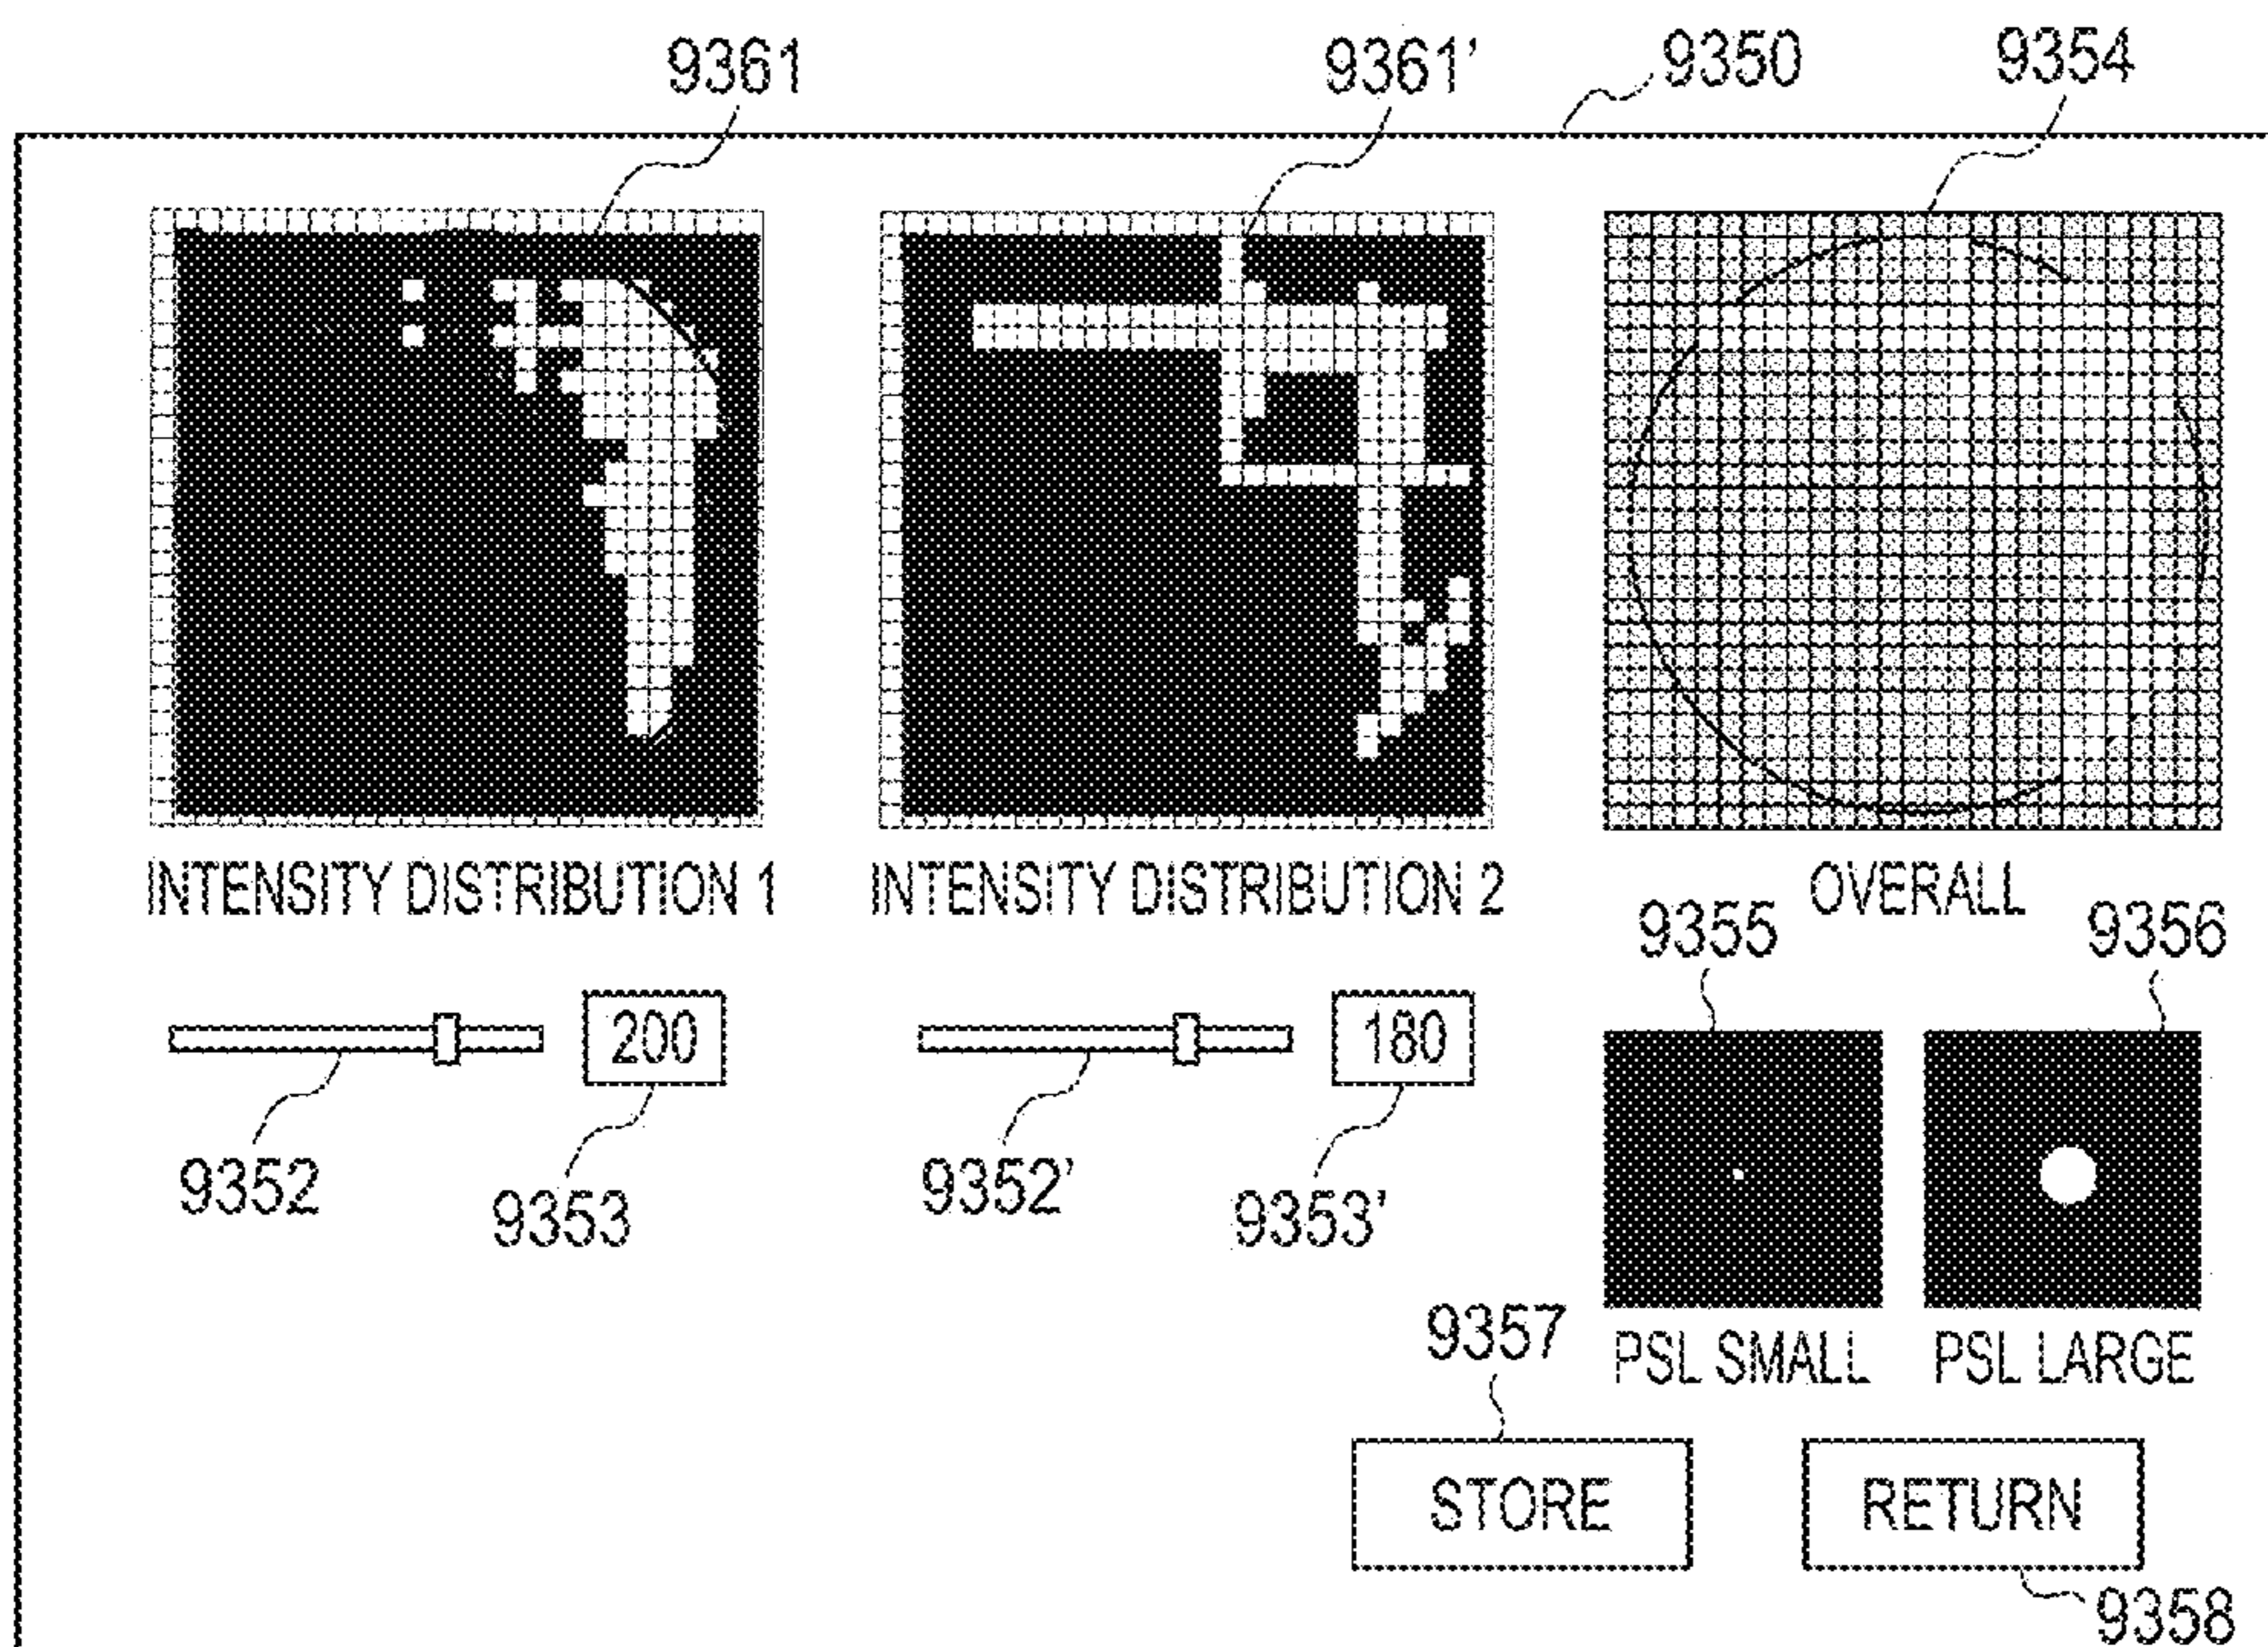 9361 9361' 9350 9354
INTENSITY DISTRIBUTION 1 INTENSITY DISTRIBUTION 2 OVERALL
9355 9356
200 180
9352 9353 9352' 9353'
PSL SMALL PSL LARGE
9357
STORE RETURN
9358